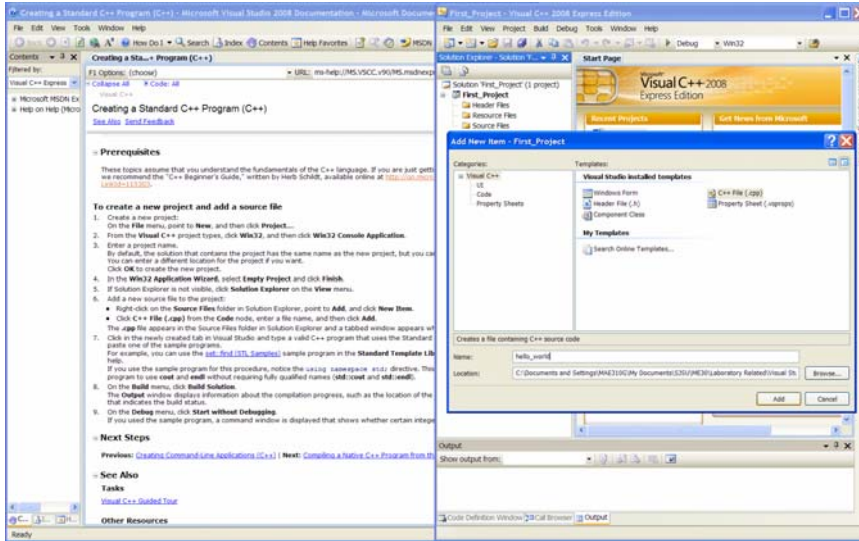 Creating a Standard C++ Program (C++) - Microsoft Visual Studio 2008 Documentation - Microsoft Docume
File Edit View Tools Window Help
How Do I Search Index Contents Help Favorites MSDN
Contents
Filtered by:
Visual C++ Express
Microsoft MSDN Ex
Help on Help (Micro
Creating a Sta...+ Program (C++)
F1 Options: (choose)
URL: ms-help://MS.VSCC.v90/MS.msdnexp
Collapse All Code: All
Visual C++
Creating a Standard C++ Program (C++)
See Also Send Feedback
Prerequisites
These topics assume that you understand the fundamentals of the C++ language. If you are just getti
we recommend the "C++ Beginner's Guide," written by Herb Schildt, available online at
To create a new project and add a source file
1. Create a new project:
On the File menu, point to New, and then click Project....
2. From the Visual C++ project types, click Win32, and then click Win32 Console Application.
3. Enter a project name.
By default, the solution that contains the project has the same name as the new project, but you can
You can enter a different location for the project if you want.
Click OK to create the new project.
4. In the Win32 Application Wizard, select Empty Project and click Finish.
5. If Solution Explorer is not visible, click Solution Explorer on the View menu.
6. Add a new source file to the project:
• Right-click on the Source Files folder in Solution Explorer, point to Add, and click New Item.
• Click C++ File (.cpp) from the Code node, enter a file name, and then click Add.
The .cpp file appears in the Source Files folder in Solution Explorer and a tabbed window appears wh
7. Click in the newly created tab in Visual Studio and type a valid C++ program that uses the Standard
paste one of the sample programs.
For example, you can use the set::find (STL Samples) sample program in the Standard Template Lib
help.
If you use the sample program for this procedure, notice the using namespace std; directive. This
program to use cout and endl without requiring fully qualified names (std::cout and std::endl).
8. On the Build menu, click Build Solution.
The Output window displays information about the compilation progress, such as the location of the
that indicates the build status.
9. On the Debug menu, click Start without Debugging.
If you used the sample program, a command window is displayed that shows whether certain intege
Next Steps
Previous: Creating Command-Line Applications (C++) | Next: Compiling a Native C++ Program from th
See Also
Tasks
Visual C++ Guided Tour
Other Resources
Ready
First_Project - Visual C++ 2008 Express Edition
File Edit View Project Build Debug Tools Window Help
Debug Win32
Solution Explorer - Solution 'F...
Solution 'First_Project' (1 project)
First_Project
Header Files
Resource Files
Source Files
Start Page
Visual C++ 2008
Express Edition
Recent Projects
Get News from Microsoft
Add New Item - First_Project
Categories:
Visual C++
UI
Code
Property Sheets
Templates:
Visual Studio installed templates
Windows Form
C++ File (.cpp)
Header File (.h)
Property Sheet (.vsprops)
Component Class
My Templates
Search Online Templates...
Creates a file containing C++ source code
Name: hello_world
Location: C:\Documents and Settings\MAE310G\My Documents\SJSU\ME30\Laboratory Related\Visual St
Browse...
Add Cancel
Output
Show output from:
Code Definition Window Call Browser Output